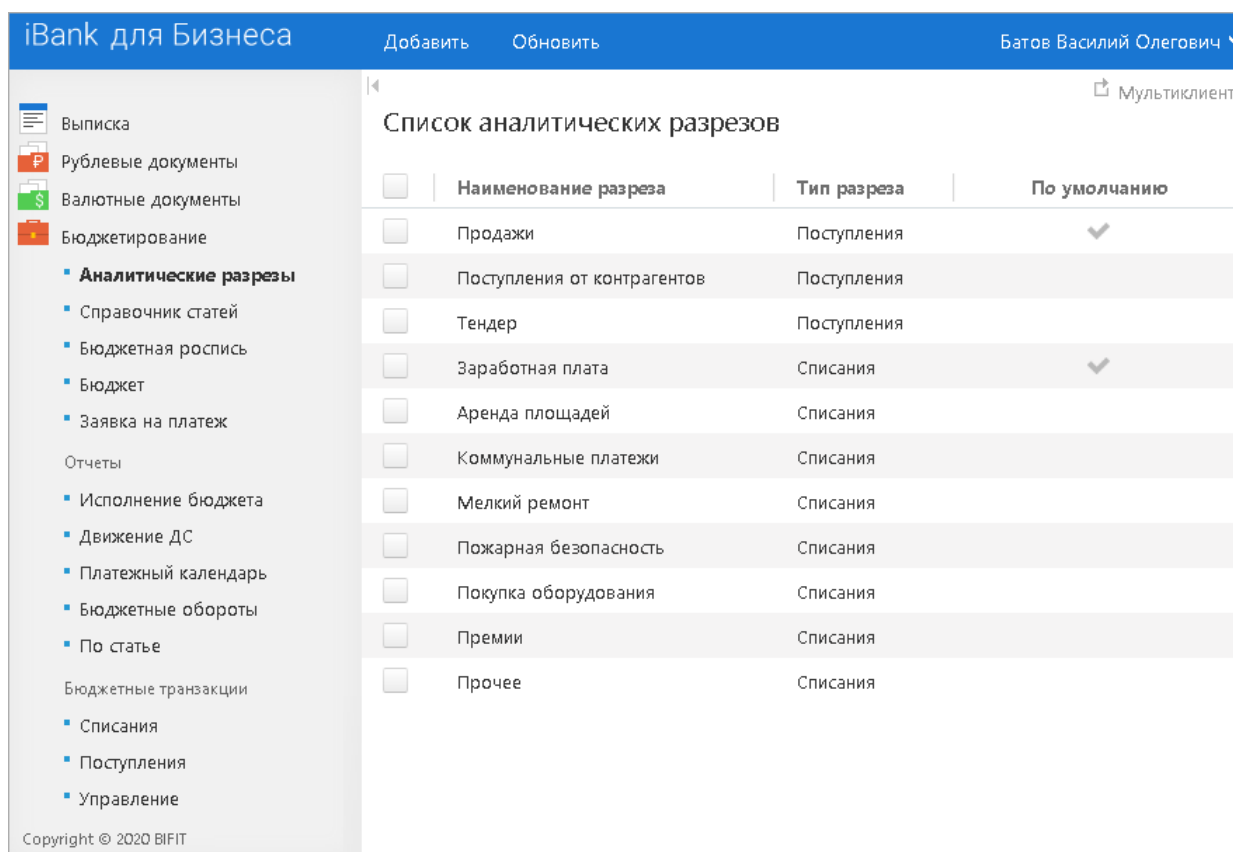 iBank для Бизнеса
Добавить Обновить Батов Василий Олегович
Мультиклиент
Выписка
Рублевые документы
Валютные документы
Бюджетирование
Аналитические разрезы
Справочник статей
Бюджетная роспись
Бюджет
Заявка на платеж
Отчеты
Исполнение бюджета
Движение ДС
Платежный календарь
Бюджетные обороты
По статье
Бюджетные транзакции
Списания
Поступления
Управление
Copyright © 2020 BIFIT
Список аналитических разрезов
Наименование разреза Тип разреза По умолчанию
Продажи Поступления
Поступления от контрагентов Поступления
Тендер Поступления
Заработная плата Списания
Аренда площадей Списания
Коммунальные платежи Списания
Мелкий ремонт Списания
Пожарная безопасность Списания
Покупка оборудования Списания
Премии Списания
Прочее Списания